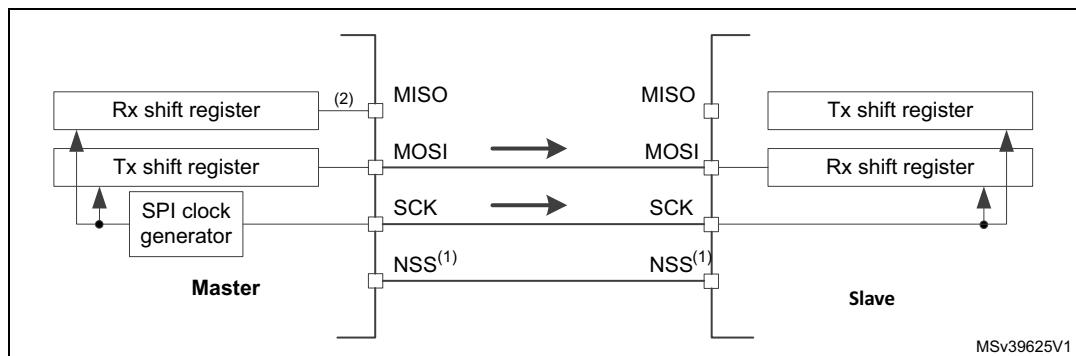 MISO MISO
Rx shift register (2) Tx shift register
MOSI MOSI
Tx shift register Rx shift register
SPI clock generator SCK SCK
NSS(1) NSS(1)
Master Slave
MSv39625V1